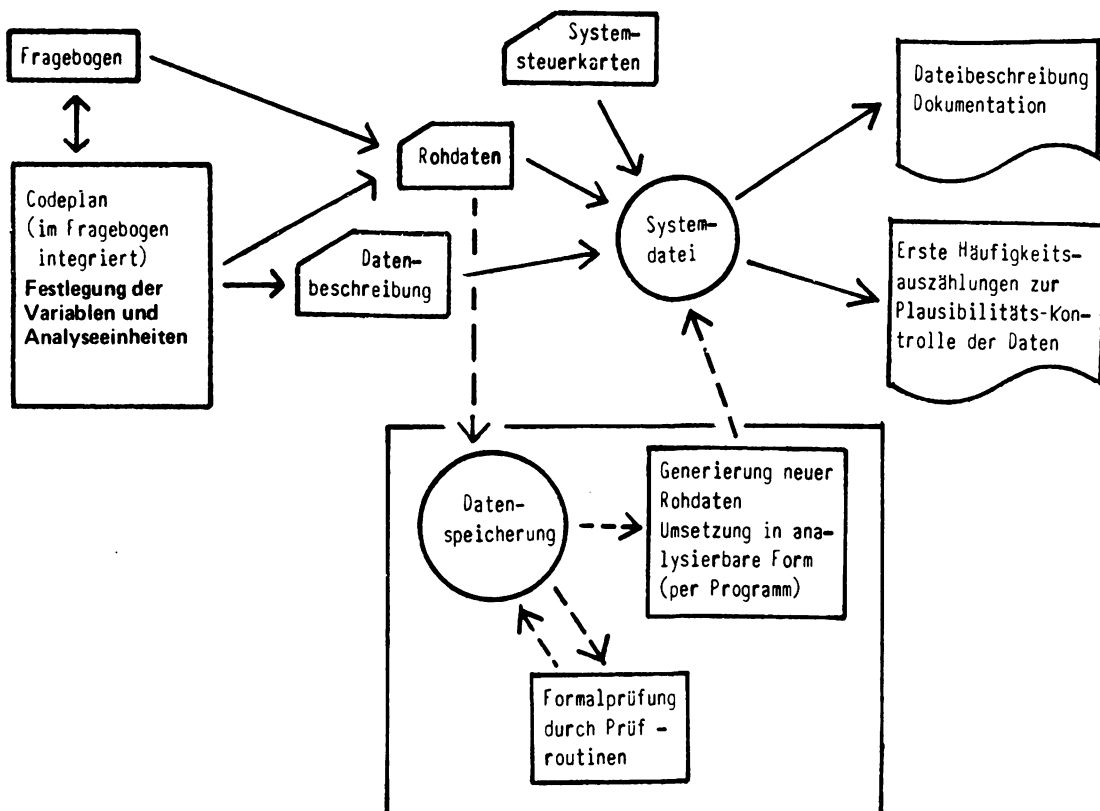 Fragebogen
System-
steuerkarten
Dateibeschreibung
Dokumentation
Rohdaten
Codeplan
(im Fragebogen
integriert)
Festlegung der
Variablen und
Analyseeinheiten
Daten-
beschreibung
System-
datei
Erste Häufigkeits-
auszählungen zur
Plausibilitäts-Kon-
trolle der Daten
Daten-
speicherung
Generierung neuer
Rohdaten
Umsetzung in ana-
lysierbare Form
(per Programm)
Formalprüfung
durch Prüf -
routinen